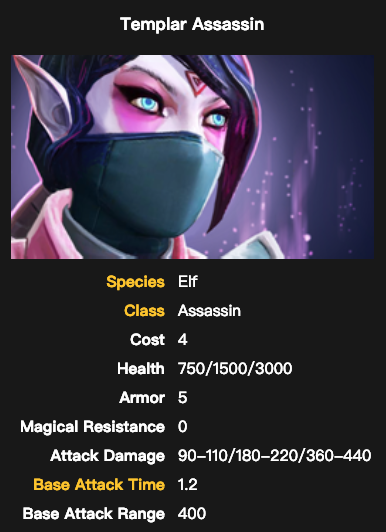 Templar Assassin
Species Elf
Class Assassin
Cost 4
Health 750/1500/3000
Armor 5
Magical Resistance 0
Attack Damage 90–110/180–220/360–440
Base Attack Time 1.2
Base Attack Range 400